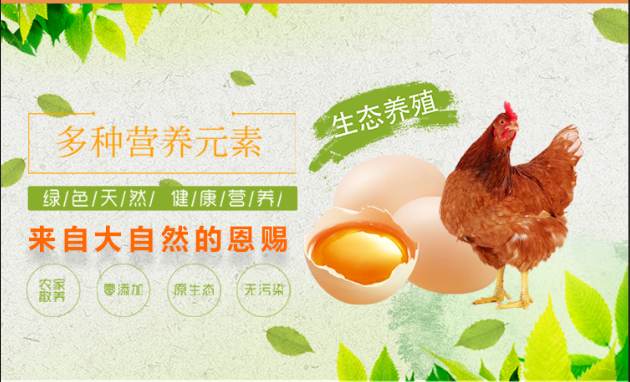 多种营养元素
生态养殖
绿/色/天/然/ 健/康/营/养/
来自大自然的恩赐
农家
散养
零添加
原生态
无污染